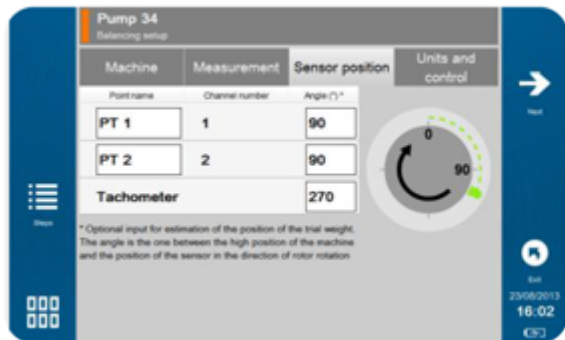 Pump 34
Balancing setup
Machine
Measurement
Sensor position
Units and
control
Point name
Channel number
Angle (°) *
PT 1
1
90
PT 2
2
90
Tachometer
270
* Optional input for estimation of the position of the trial weight.
The angle is the one between the high position of the machine
and the position of the sensor in the direction of rotor rotation
0
90
Steps
Next
Exit
23/08/2013
16:02